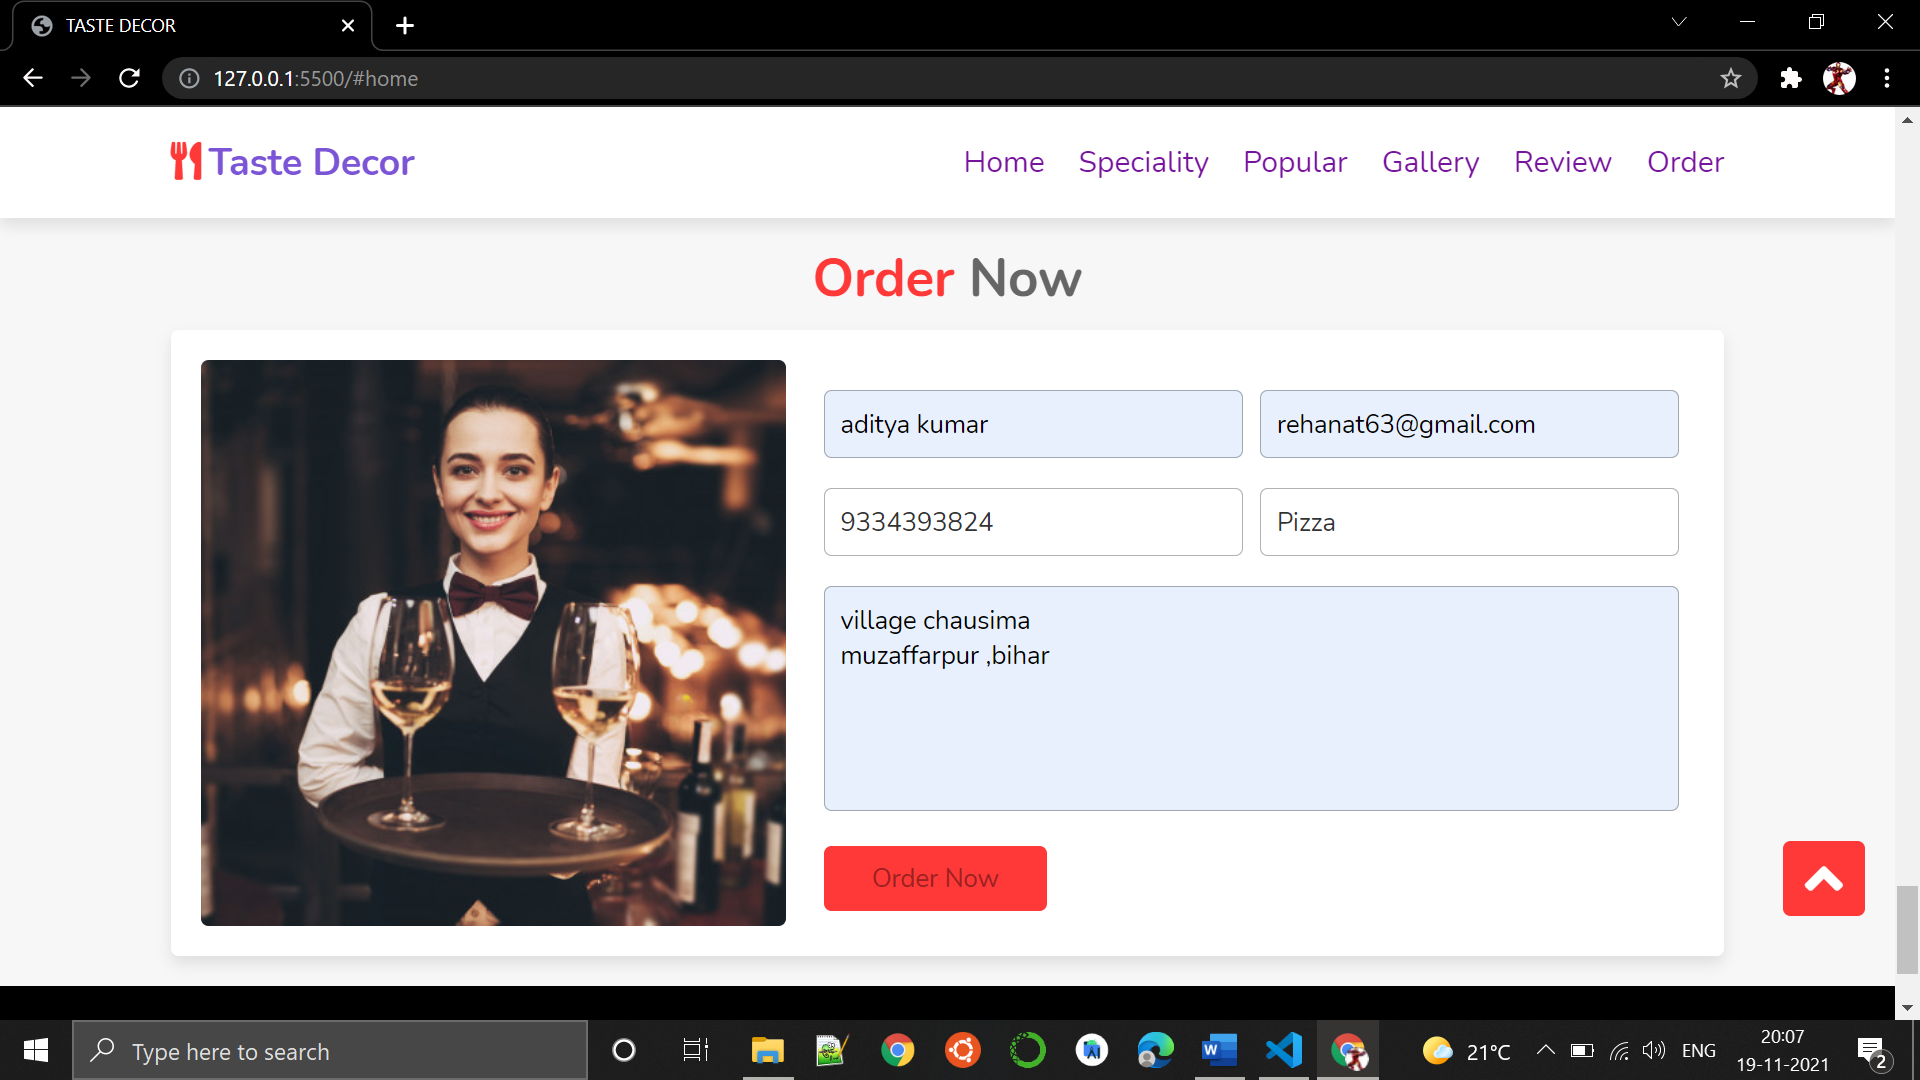 TASTE DECOR
127.0.0.1:5500/#home
Taste Decor
Home Speciality Popular Gallery Review Order
Order Now
aditya kumar rehanat63@gmail.com
9334393824 Pizza
village chausima
muzaffarpur ,bihar
Order Now
Type here to search
21°C
ENG
20:07
19-11-2021
2